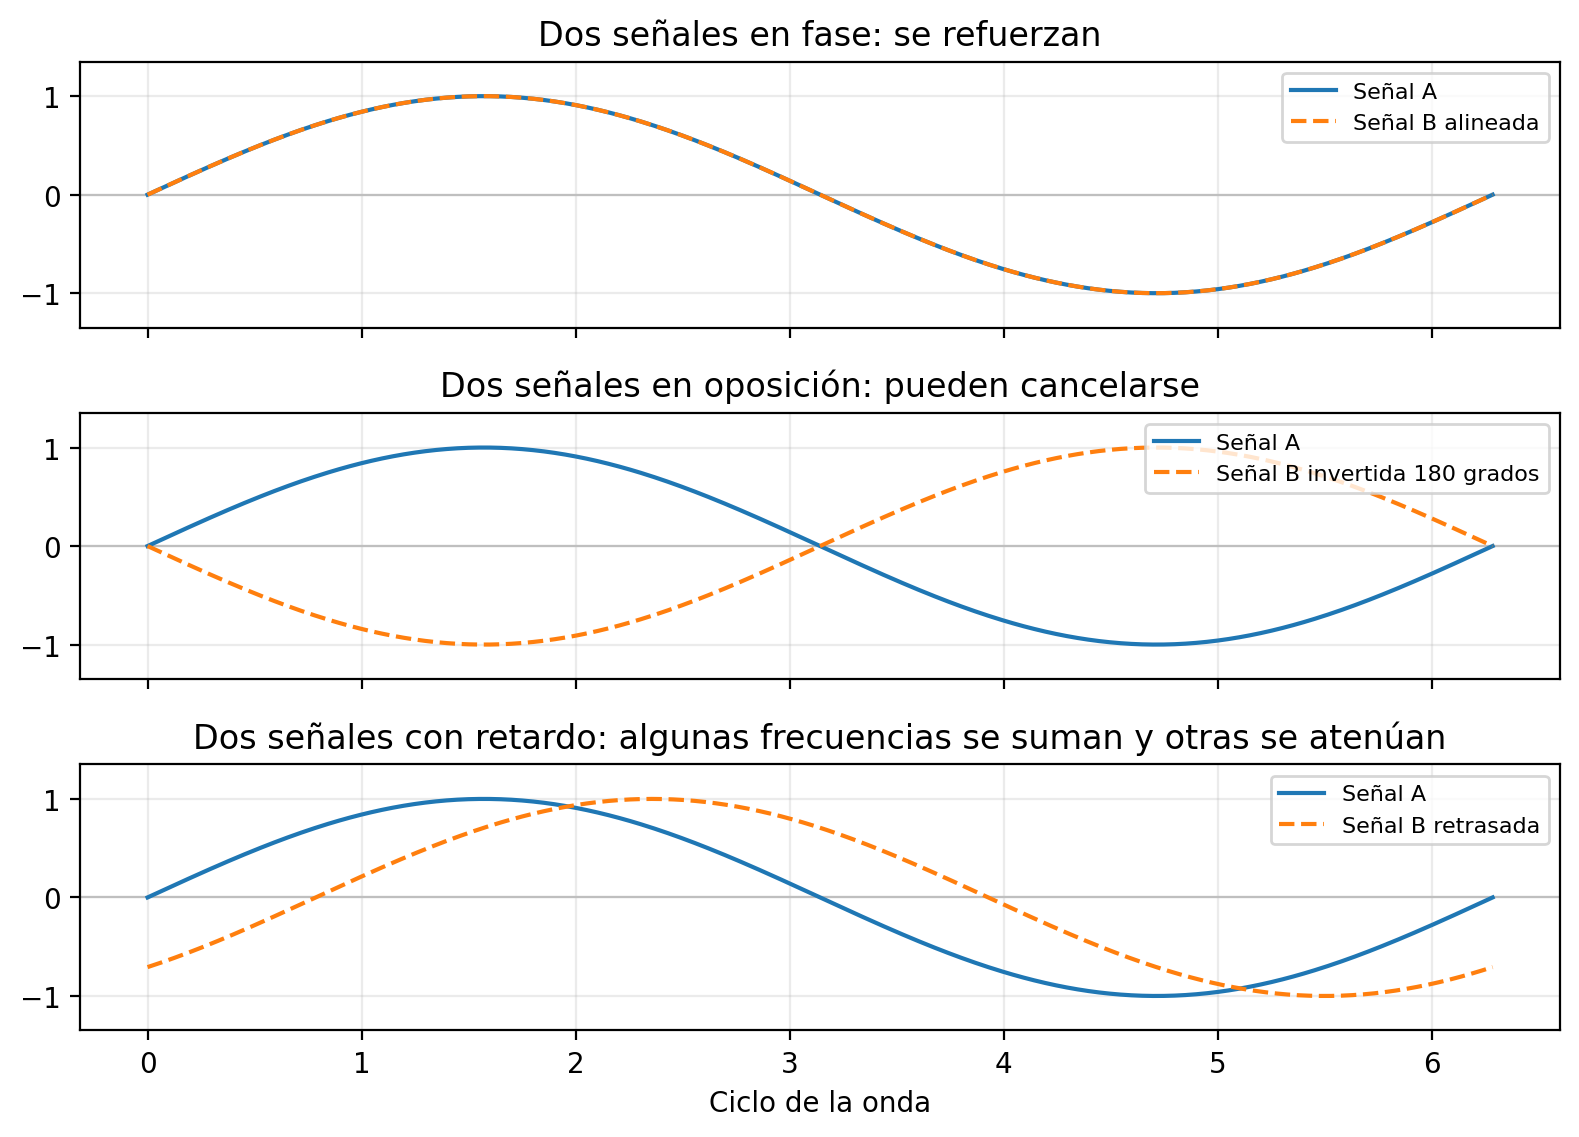 Dos señales en fase: se refuerzan
1
0
−1
Señal A
Señal B alineada
Dos señales en oposición: pueden cancelarse
1
0
−1
Señal A
Señal B invertida 180 grados
Dos señales con retardo: algunas frecuencias se suman y otras se atenúan
1
0
−1
Señal A
Señal B retrasada
0 1 2 3 4 5 6
Ciclo de la onda